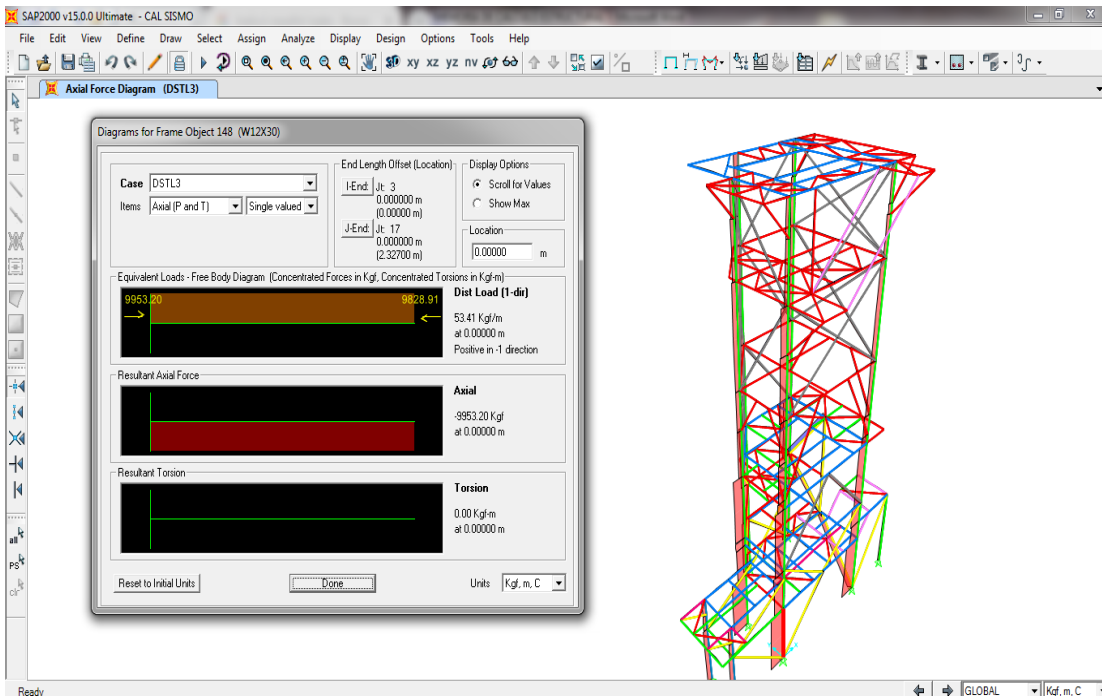 SAP2000 v15.0.0 Ultimate - CAL SISMO
File Edit View Define Draw Select Assign Analyze Display Design Options Tools Help
3D xy xz yz nv
Axial Force Diagram (DSTL3)
Diagrams for Frame Object 148 (W12X30)
Case DSTL3
Items Axial (P and T) Single valued
End Length Offset (Location)
I-End: Jt: 3
0.000000 m
(0.00000 m)
J-End: Jt: 17
0.000000 m
(2.32700 m)
Display Options
Scroll for Values
Show Max
Location
0.00000 m
Equivalent Loads - Free Body Diagram (Concentrated Forces in Kgf, Concentrated Torsions in Kgf-m)
9953.20 9828.91
Dist Load (1-dir)
53.41 Kgf/m
at 0.00000 m
Positive in -1 direction
Resultant Axial Force
Axial
-9953.20 Kgf
at 0.00000 m
Resultant Torsion
Torsion
0.00 Kgf-m
at 0.00000 m
Reset to Initial Units Done Units Kgf, m, C
all
PS
clr
Ready GLOBAL Kgf, m, C